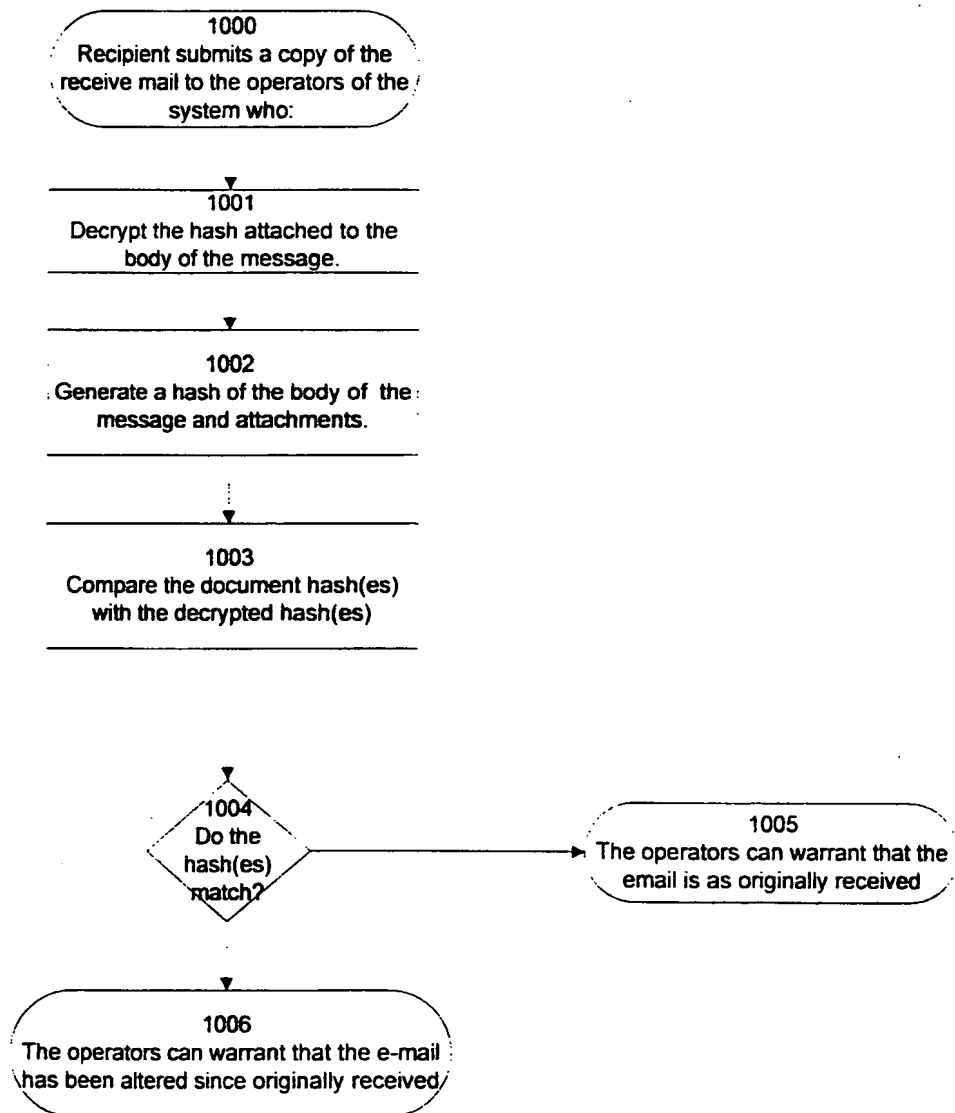 1000
Recipient submits a copy of the
receive mail to the operators of the
system who:
1001
Decrypt the hash attached to the
body of the message.
1002
Generate a hash of the body of the
message and attachments.
1003
Compare the document hash(es)
with the decrypted hash(es)
1004
Do the
hash(es)
match?
1005
The operators can warrant that the
email is as originally received
1006
The operators can warrant that the e-mail
has been altered since originally received